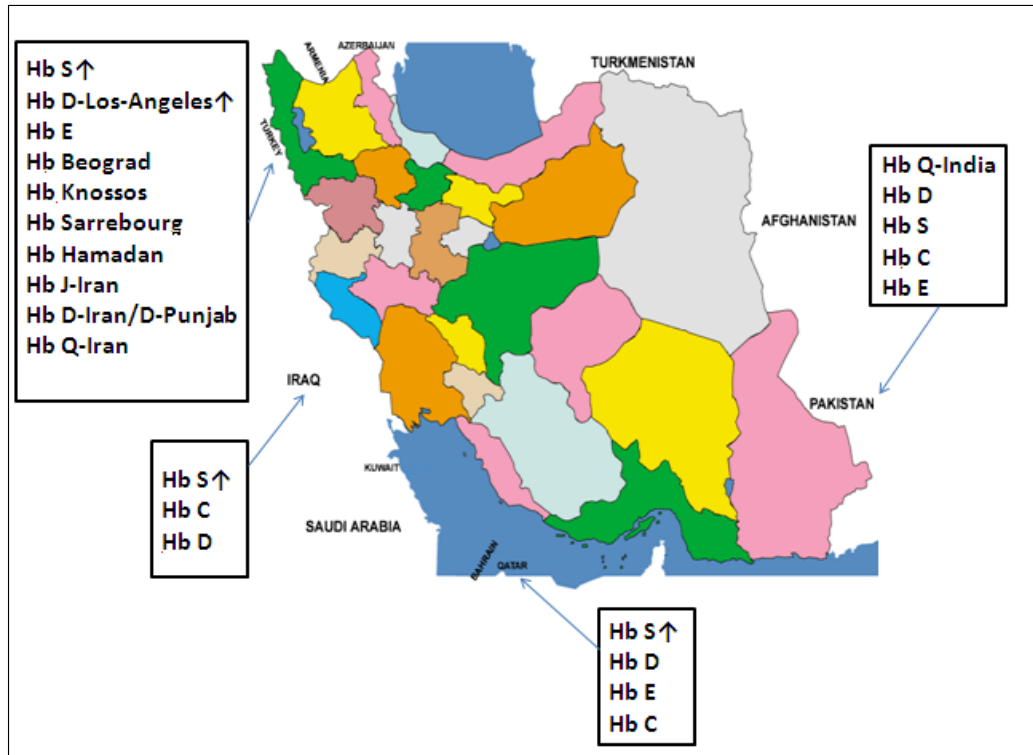 Hb S↑
Hb D-Los-Angeles↑
Hb E
Hb Beograd
Hb Knossos
Hb Sarrebourg
Hb Hamadan
Hb J-Iran
Hb D-Iran/D-Punjab
Hb Q-Iran
ARMENIA
AZERBAIJAN
TURKEY
TURKMENISTAN
AFGHANISTAN
Hb Q-India
Hb D
Hb S
Hb C
Hb E
PAKISTAN
IRAQ
KUWAIT
SAUDI ARABIA
BAHRAIN
QATAR
Hb S↑
Hb C
Hb D
Hb S↑
Hb D
Hb E
Hb C